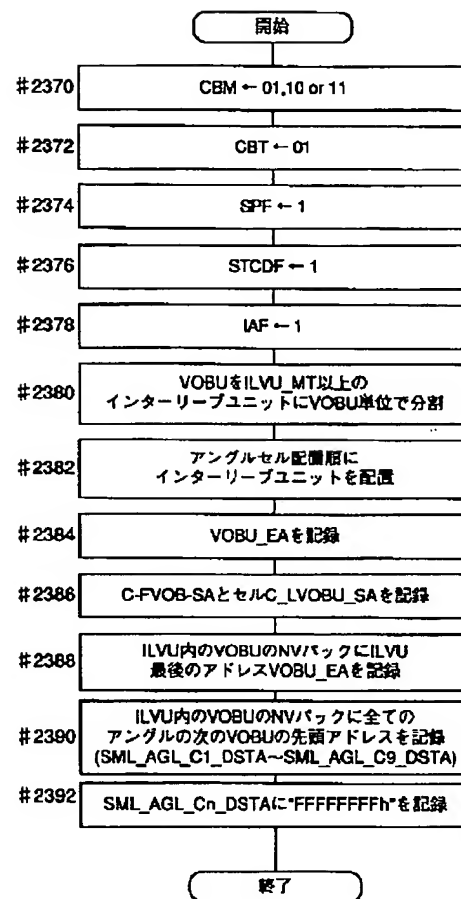 開始
#2370
CBM ← 01,10 or 11
#2372
CBT ← 01
#2374
SPF ← 1
#2376
STCDF ← 1
#2378
IAF ← 1
#2380
VOBUをILVU_MT以上の
インターリーブユニットにVOBU単位で分割
#2382
アングルセル配置順に
インターリーブユニットを配置
#2384
VOBU_EAを記録
#2386
C-FVOB-SAとセルC_LVOBU_SAを記録
#2388
ILVU内のVOBUのNVパックにILVU
最後のアドレスVOBU_EAを記録
#2390
ILVU内のVOBUのNVパックに全ての
アングルの次のVOBUの先頭アドレスを記録
(SML_AGL_C1_DSTA～SML_AGL_C9_DSTA)
#2392
SML_AGL_Cn_DSTAに"FFFFFFFFh"を記録
終了